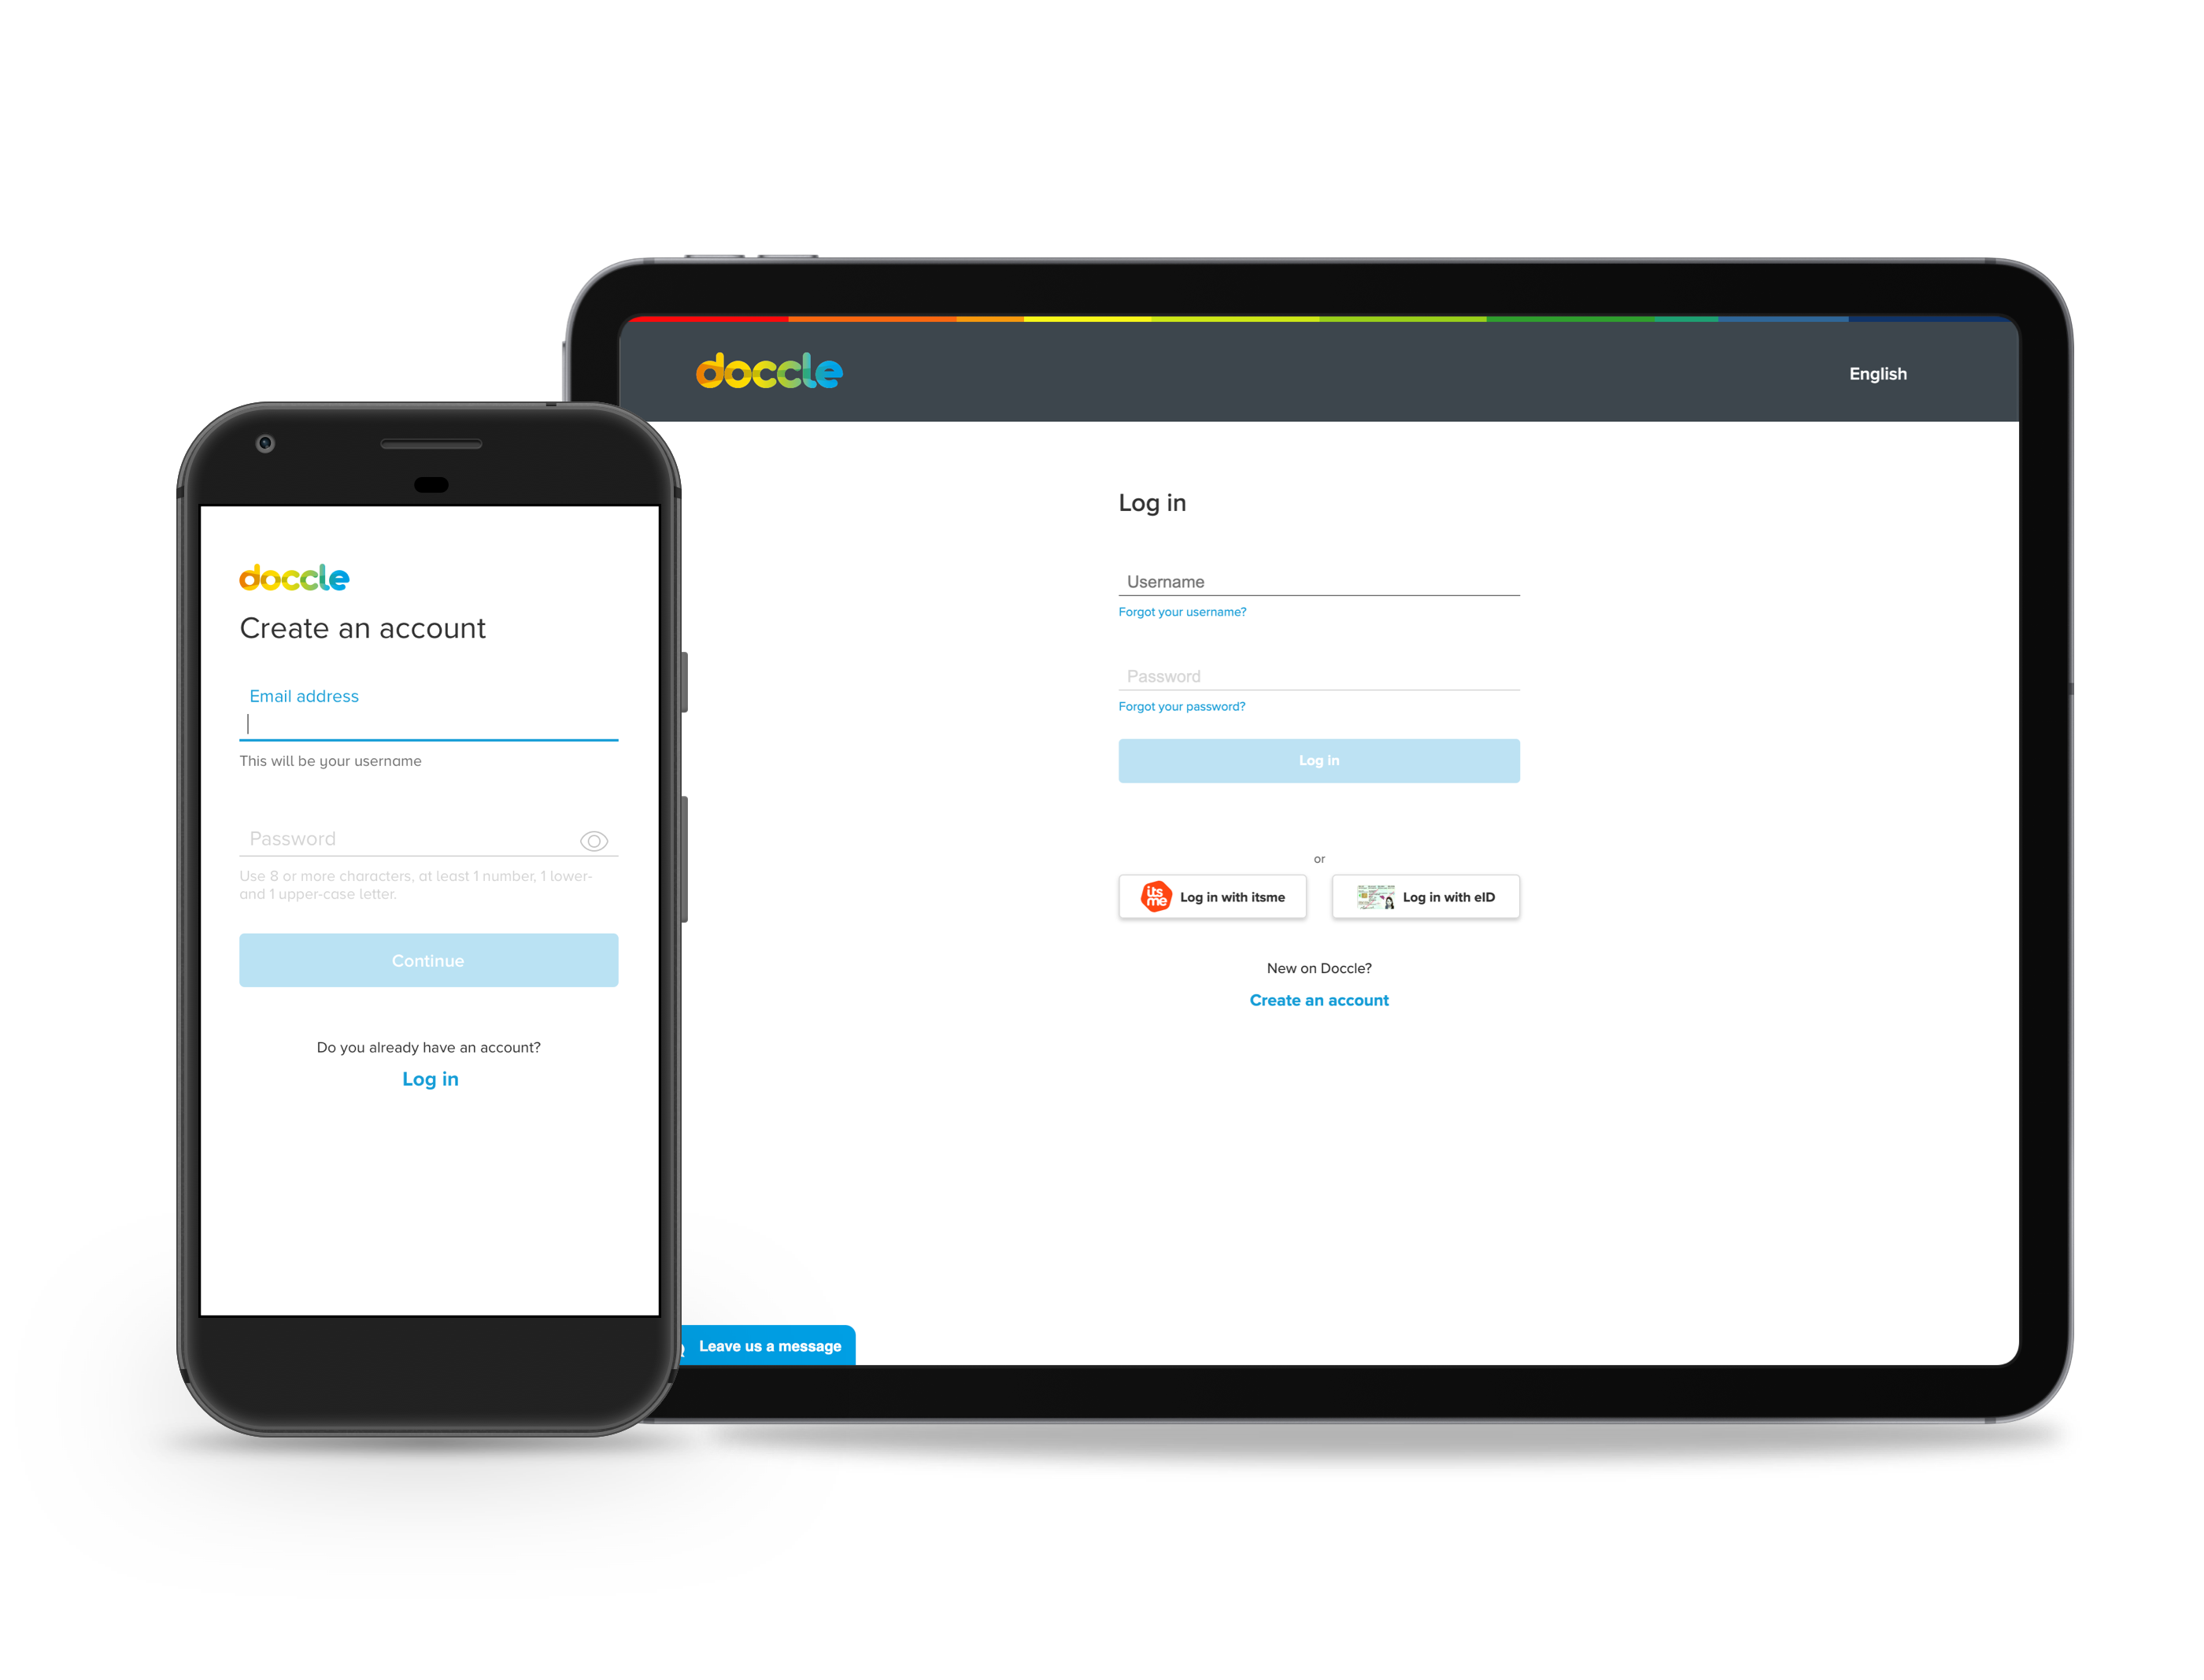 doccle
Create an account
Email address
This will be your username
Password
Use 8 or more characters, at least 1 number, 1 lower-
and 1 upper-case letter.
Continue
Do you already have an account?
Log in
doccle
English
Log in
Username
Forgot your username?
Password
Forgot your password?
Log in
or
its
me
Log in with itsme
Log in with eID
New on Doccle?
Create an account
Leave us a message